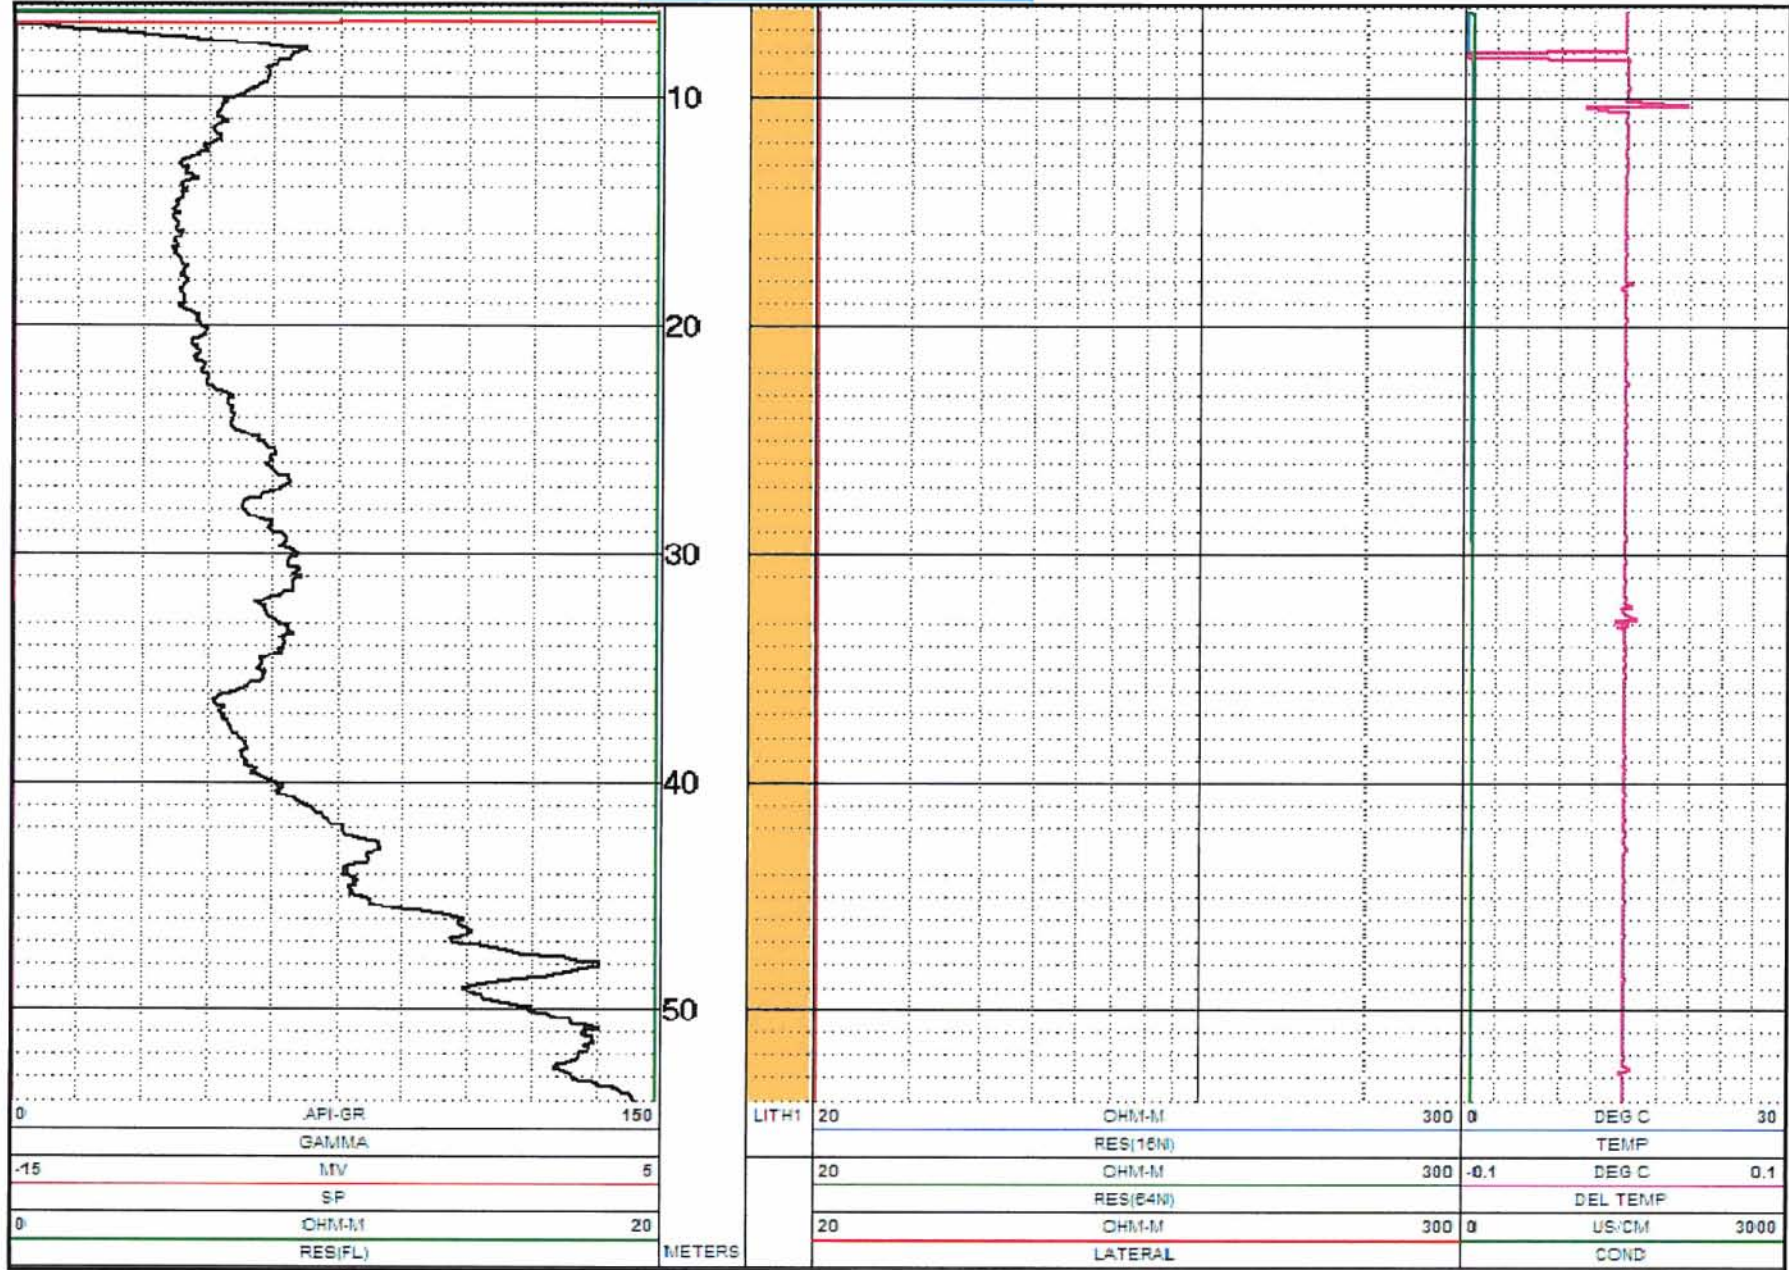 10
20
30
40
50
0 API-GR 150
GAMMA
-15 MV 5
SP
0 OHM-M 20
RES(FL)
METERS
LITH1
20 OHM-M 300
RES(16N)
20 OHM-M 300
RES(64N)
20 OHM-M 300
LATERAL
0 DEG C 30
TEMP
-0.1 DEG C 0.1
DEL TEMP
0 US/CM 3000
COND